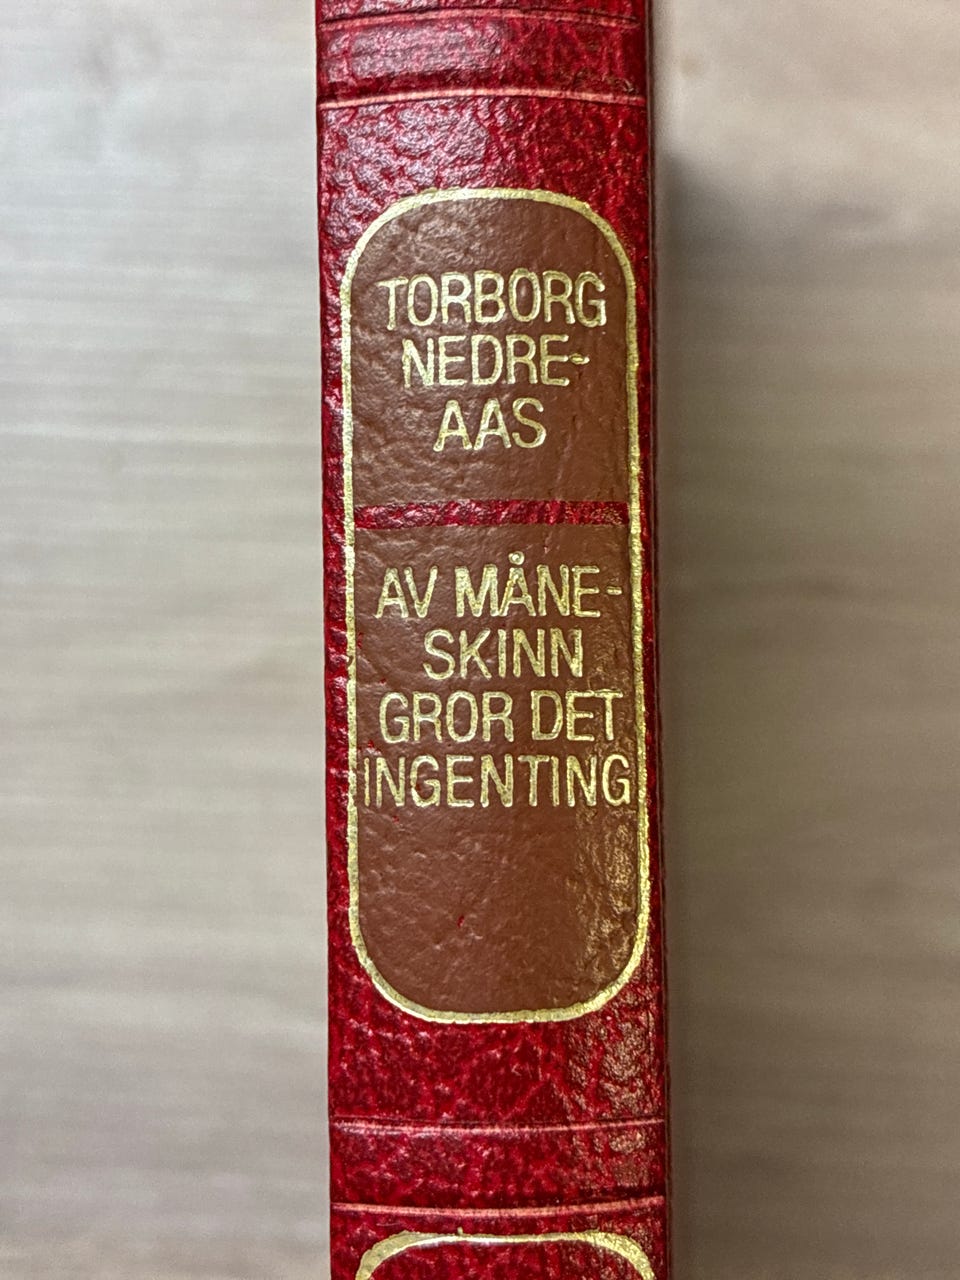 TORBORG
NEDRE-
AAS
AV MÅNE-
SKINN
GROR DET
INGENTING